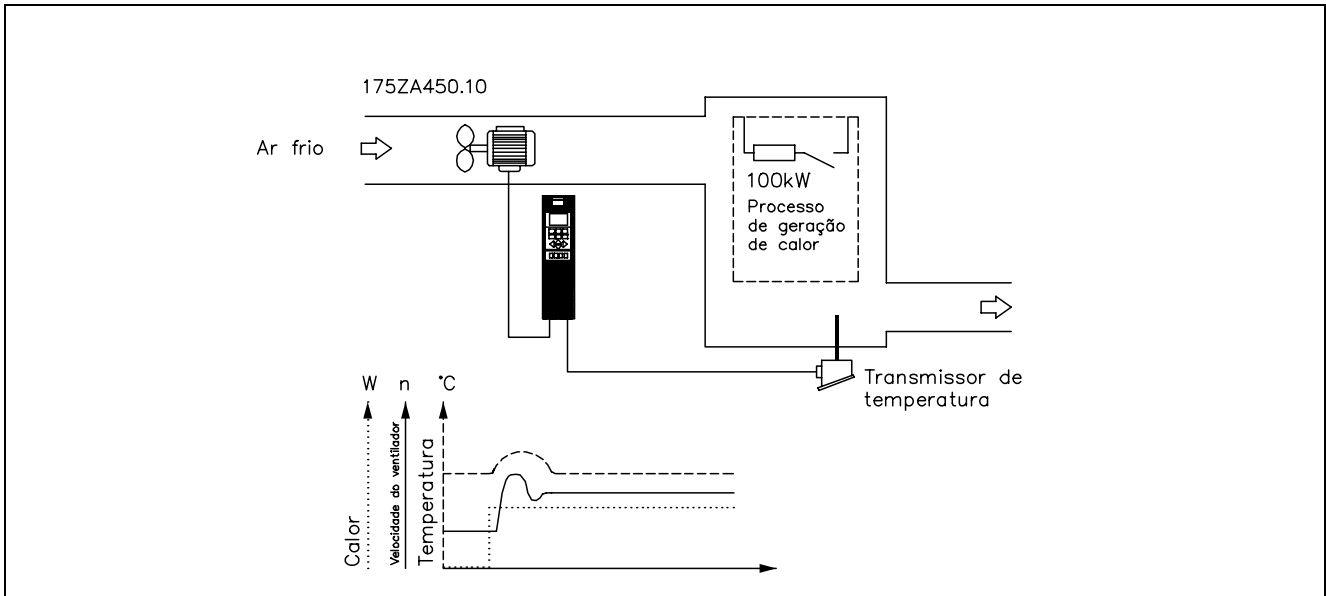 175ZA450.10
Ar frio
100kW
Processo
de geração
de calor
Transmissor de
temperatura
W n °C
Calor
Velocidade do ventilador
Temperatura